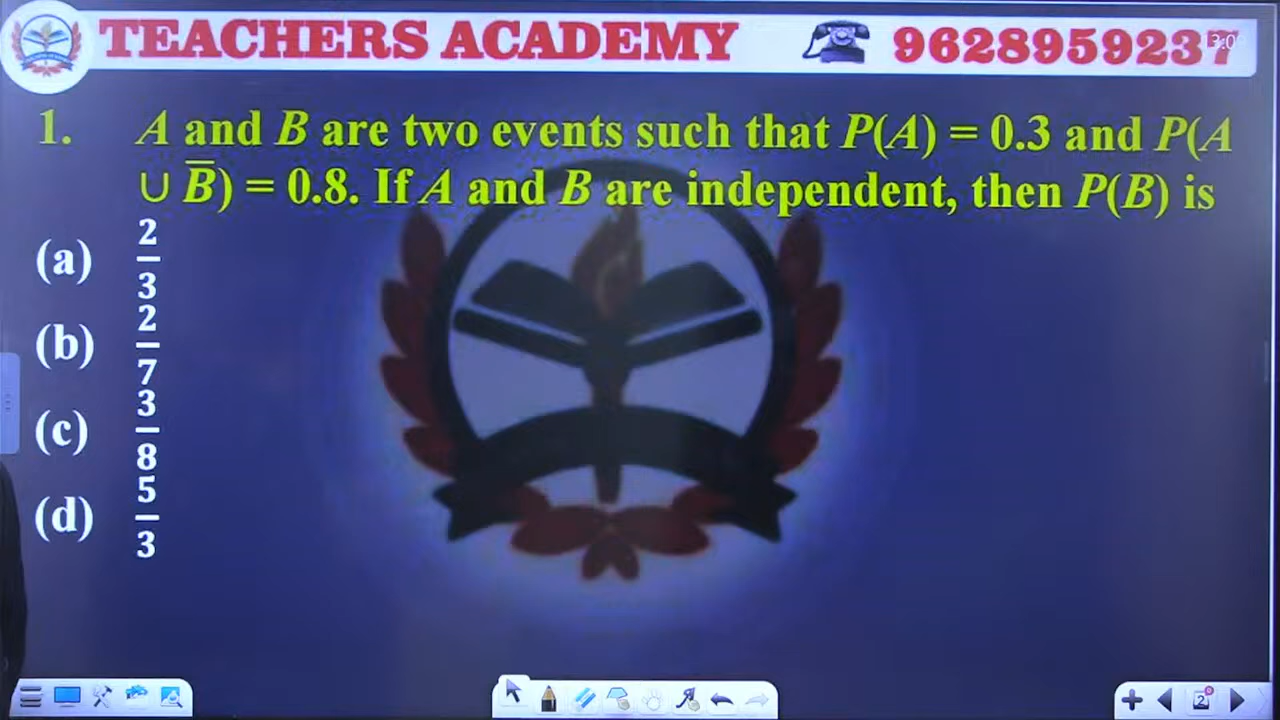 TEACHERS ACADEMY 9628959237
1. A and B are two events such that P(A) = 0.3 and P(A
∪ B̅) = 0.8. If A and B are independent, then P(B) is
(a) 2/3
(b) 2/7
(c) 3/8
(d) 5/3
2